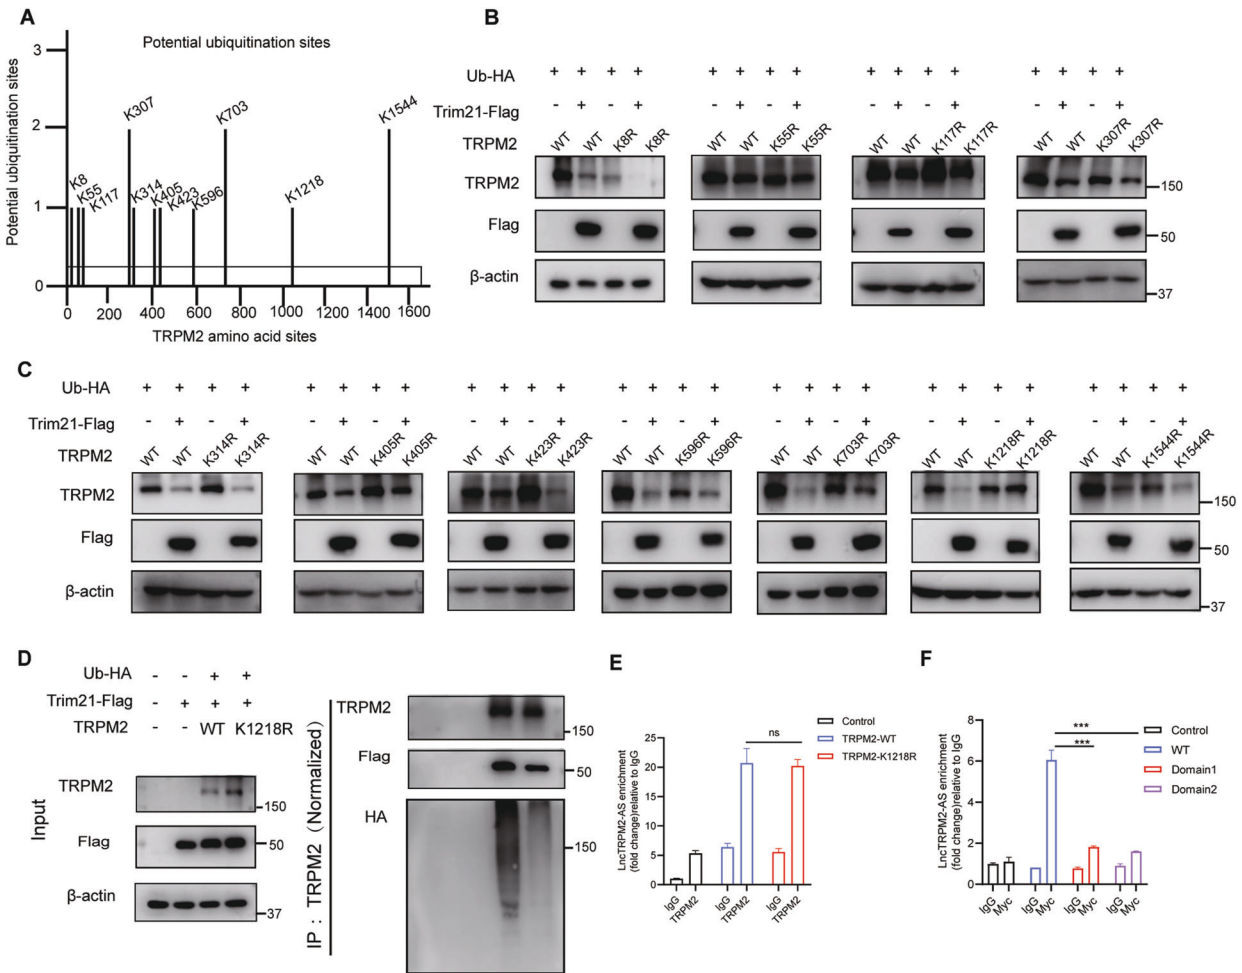 A
Potential ubiquitination sites
Potential ubiquitination sites
3
2
1
0
K8
K55
K117
K307
K314
K405
K423
K596
K703
K1218
K1544
0 200 400 600 800 1000 1200 1400 1600
TRPM2 amino acid sites
B
Ub-HA + + + + + + + + + + + + + + + +
Trim21-Flag - + - + - + - + - + - + - + - +
TRPM2 WT WT K8R K8R WT WT K55R K55R WT WT K117R K117R WT WT K307R K307R
TRPM2 150
Flag 50
β-actin 37
C
Ub-HA + + + + + + + + + + + + + + + + + + + + + + + + + + + +
Trim21-Flag - + - + - + - + - + - + - + - + - + - + - + - + - + - +
TRPM2 WT WT K314R K314R WT WT K405R K405R WT WT K423R K423R WT WT K596R K596R WT WT K703R K703R WT WT K1218R K1218R WT WT K1544R K1544R
TRPM2 150
Flag 50
β-actin 37
D
Ub-HA - - + +
Trim21-Flag - + + +
TRPM2 - - WT K1218R
Input
TRPM2 150
Flag 50
β-actin 37
IP : TRPM2 (Normalized)
TRPM2 150
Flag 50
HA 150
E
LncTRPM2-AS enrichment
(fold change)relative to IgG
25
20
15
10
5
0
ns
IgG TRPM2 IgG TRPM2 IgG TRPM2
Control
TRPM2-WT
TRPM2-K1218R
F
LncTRPM2-AS enrichment
(fold change)relative to IgG
8
6
4
2
0
***
***
IgG Myc IgG Myc IgG Myc IgG Myc
Control
WT
Domain1
Domain2